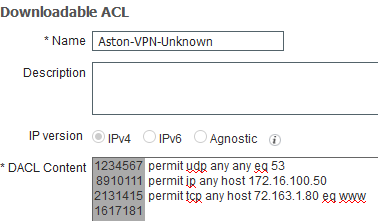 Downloadable ACL
* Name Aston-VPN-Unknown
Description
IP version IPv4 IPv6 Agnostic i
* DACL Content 1234567 permit udp any any eq 53
8910111 permit ip any host 172.16.100.50
2131415 permit tcp any host 72.163.1.80 eq www
1617181